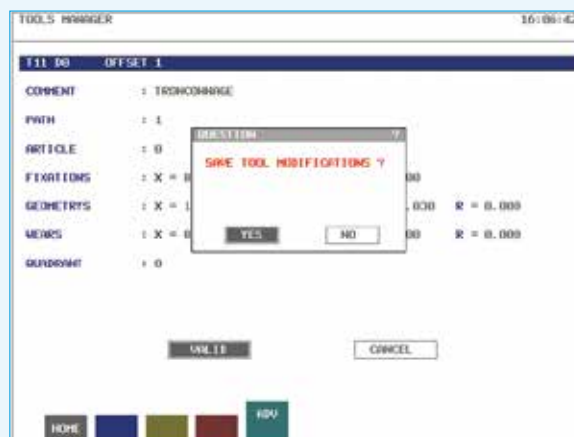 TOOLS MANAGER 16:06:42
T11 D0 OFFSET 1
COMMENT : TRONCONNAGE
PATH : 1
ARTICLE : 0
QUESTION ?
SAVE TOOL MODIFICATIONS ?
FIXATIONS : X = 0 00
GEOMETRYS : X = 1 .030 R = 0.000
WEARS : X = 0 00 R = 0.000
YES NO
QUADRANT : 0
VALID CANCEL
HOME ADV